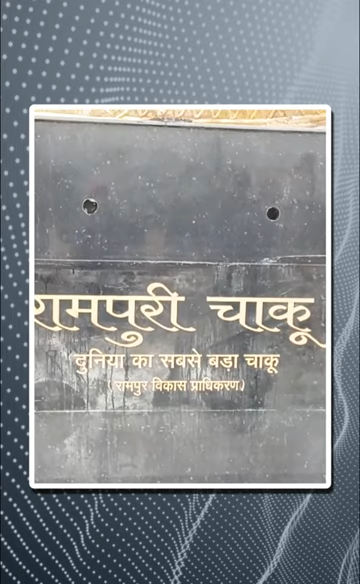 रामपुरी चाकू
दुनिया का सबसे बड़ा चाकू
(रामपुर विकास प्राधिकरण)